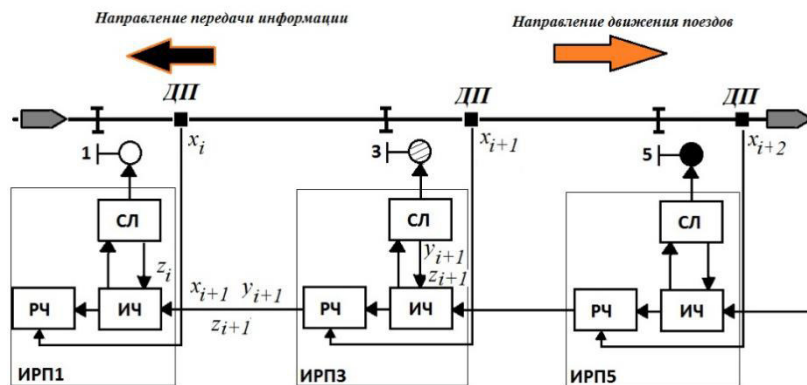 Направление передачи информации
Направление движения поездов
ДП
ДП
ДП
1
x_i
3
x_{i+1}
5
x_{i+2}
СЛ
СЛ
СЛ
z_i
y_{i+1}
z_{i+1}
РЧ
ИЧ
x_{i+1} y_{i+1}
z_{i+1}
РЧ
ИЧ
РЧ
ИЧ
ИРП1
ИРП3
ИРП5